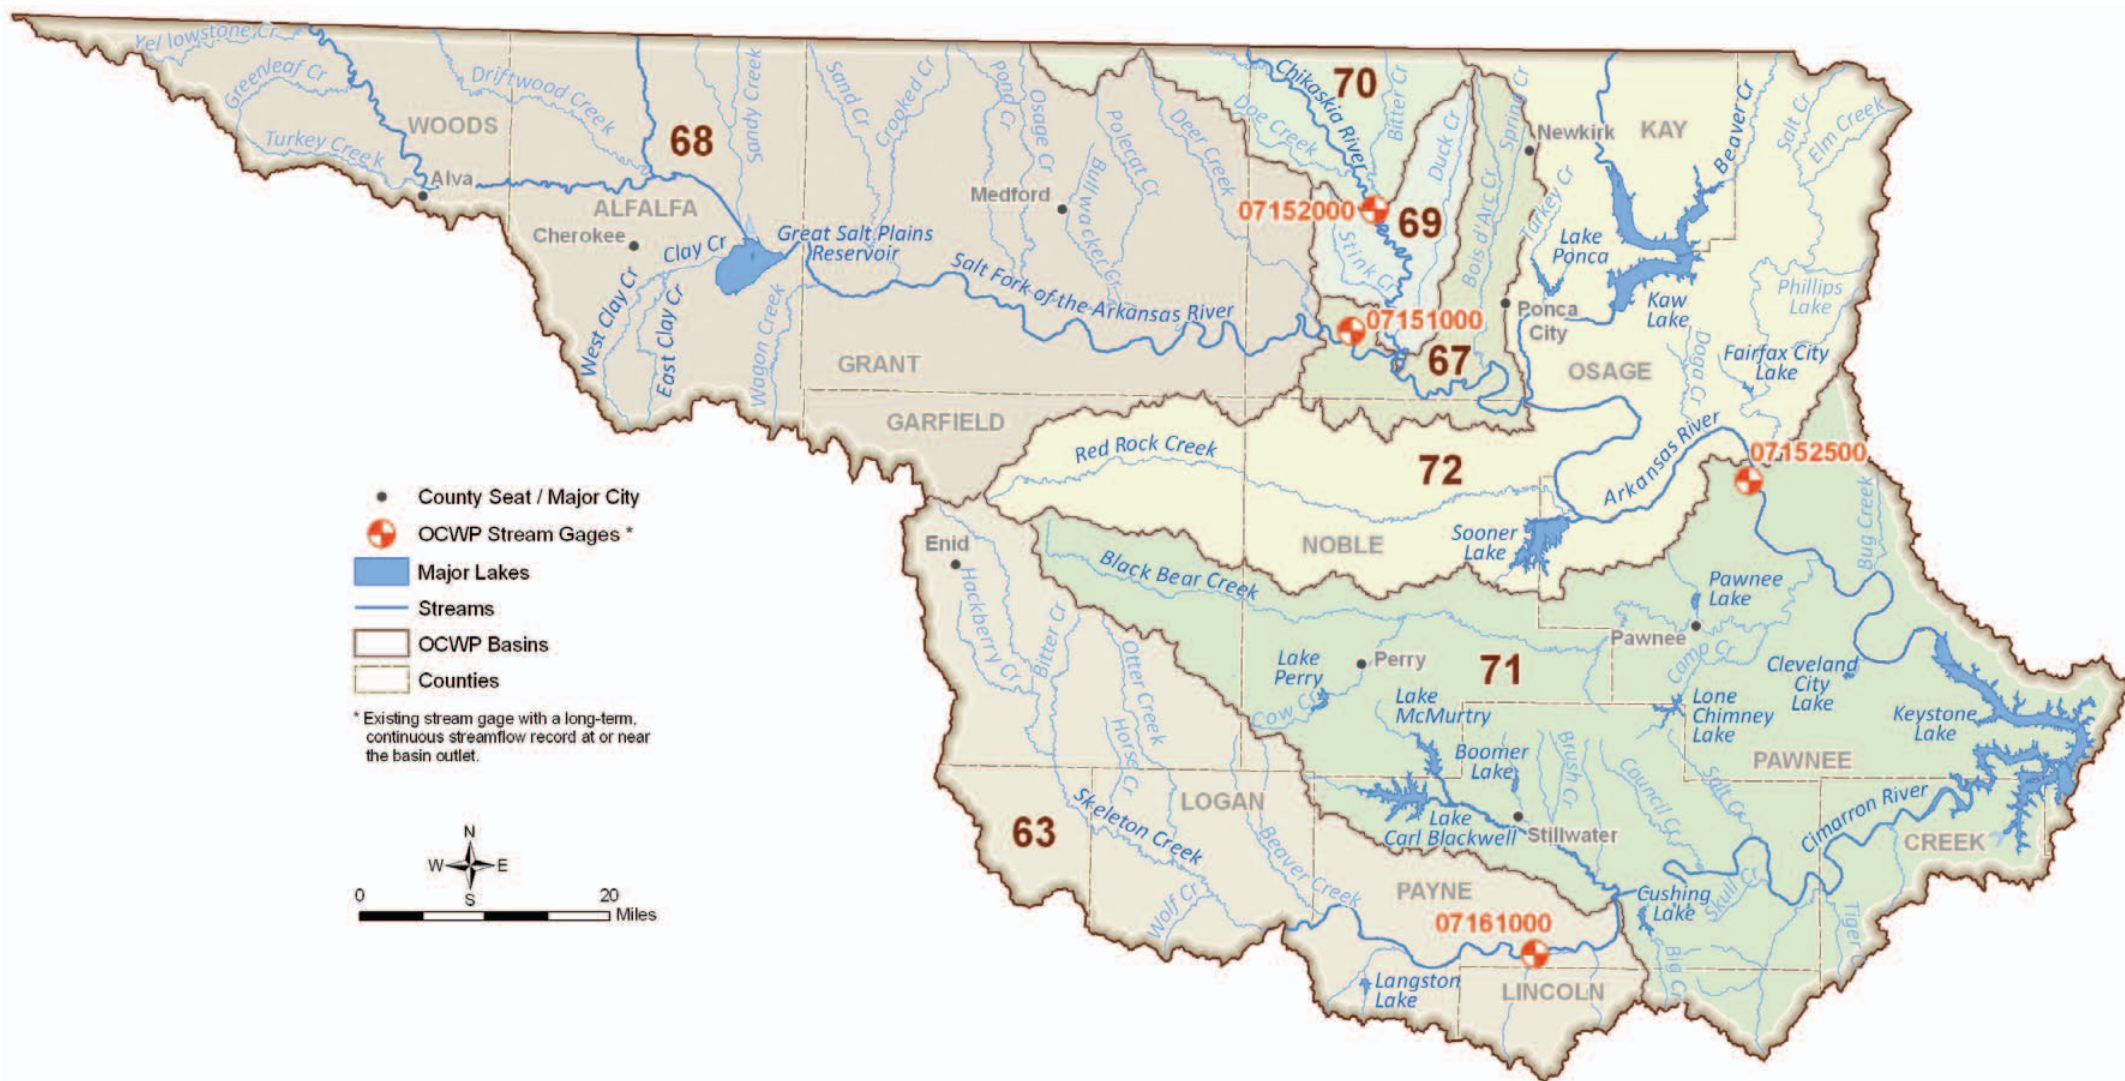 Yellowstone Cr
Greenleaf Cr
Turkey Creek
WOODS
Alva
Driftwood Creek
68
Sandy Creek
ALFALFA
Cherokee
Clay Cr
West Clay Cr
East Clay Cr
Wagon Creek
Great Salt Plains
Reservoir
Sand Cr
Crooked Cr
Pond Cr
Osage Cr
Medford
Polecat Cr
Bullwacker Cr
Deer Creek
Salt Fork of the Arkansas River
GRANT
GARFIELD
70
Chikaskia River
Bitter Cr
Doe Creek
07152000
69
Duck Cr
Stink Cr
Bois d'Arc Cr
Spring Cr
Newkirk
KAY
Turkey Cr
Beaver Cr
Salt Cr
Elm Creek
Lake
Ponca
Kaw
Lake
Phillips
Lake
Ponca
City
07151000
67
OSAGE
Doga Cr
Fairfax City
Lake
Red Rock Creek
72
Arkansas River
07152500
Bug Creek
Sooner
Lake
NOBLE
Enid
Hackberry Cr
Bitter Cr
Otter Creek
Horse Cr
Black Bear Creek
Pawnee
Lake
Pawnee
Camp Cr
71
Perry
Lake
Perry
Cow Cr
Lake
McMurtry
Boomer
Lake
Brush Cr
Council Cr
Salt Cr
Lone
Chimney
Lake
Cleveland
City
Lake
Keystone
Lake
PAWNEE
Cimarron River
CREEK
Lake
Carl Blackwell
Stillwater
63
LOGAN
Skeleton Creek
Beaver Creek
Wolf Cr
PAYNE
07161000
Cushing
Lake
Skull Cr
Big Cr
Tiger C
Langston
Lake
LINCOLN
County Seat / Major City
OCWP Stream Gages *
Major Lakes
Streams
OCWP Basins
Counties
* Existing stream gage with a long-term,
continuous streamflow record at or near
the basin outlet.
N
W
E
S
0
20
Miles